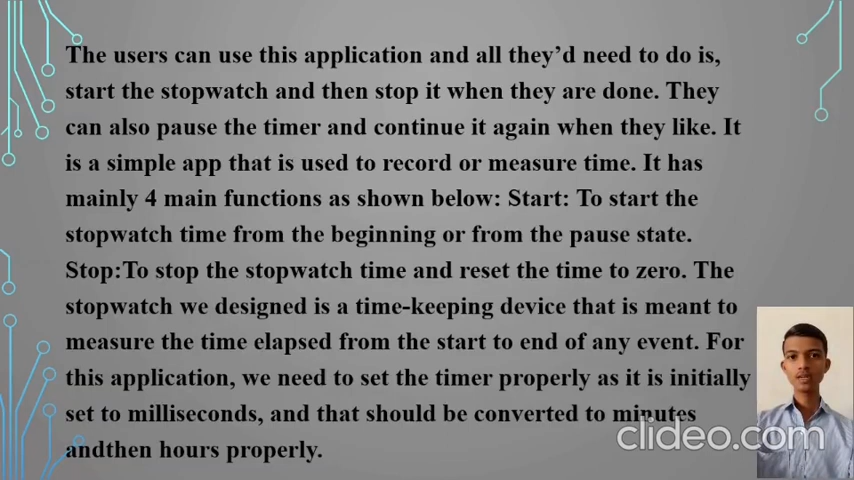 The users can use this application and all they’d need to do is,
start the stopwatch and then stop it when they are done. They
can also pause the timer and continue it again when they like. It
is a simple app that is used to record or measure time. It has
mainly 4 main functions as shown below: Start: To start the
stopwatch time from the beginning or from the pause state.
Stop:To stop the stopwatch time and reset the time to zero. The
stopwatch we designed is a time-keeping device that is meant to
measure the time elapsed from the start to end of any event. For
this application, we need to set the timer properly as it is initially
set to milliseconds, and that should be converted to minutes
andthen hours properly.
clideo.com